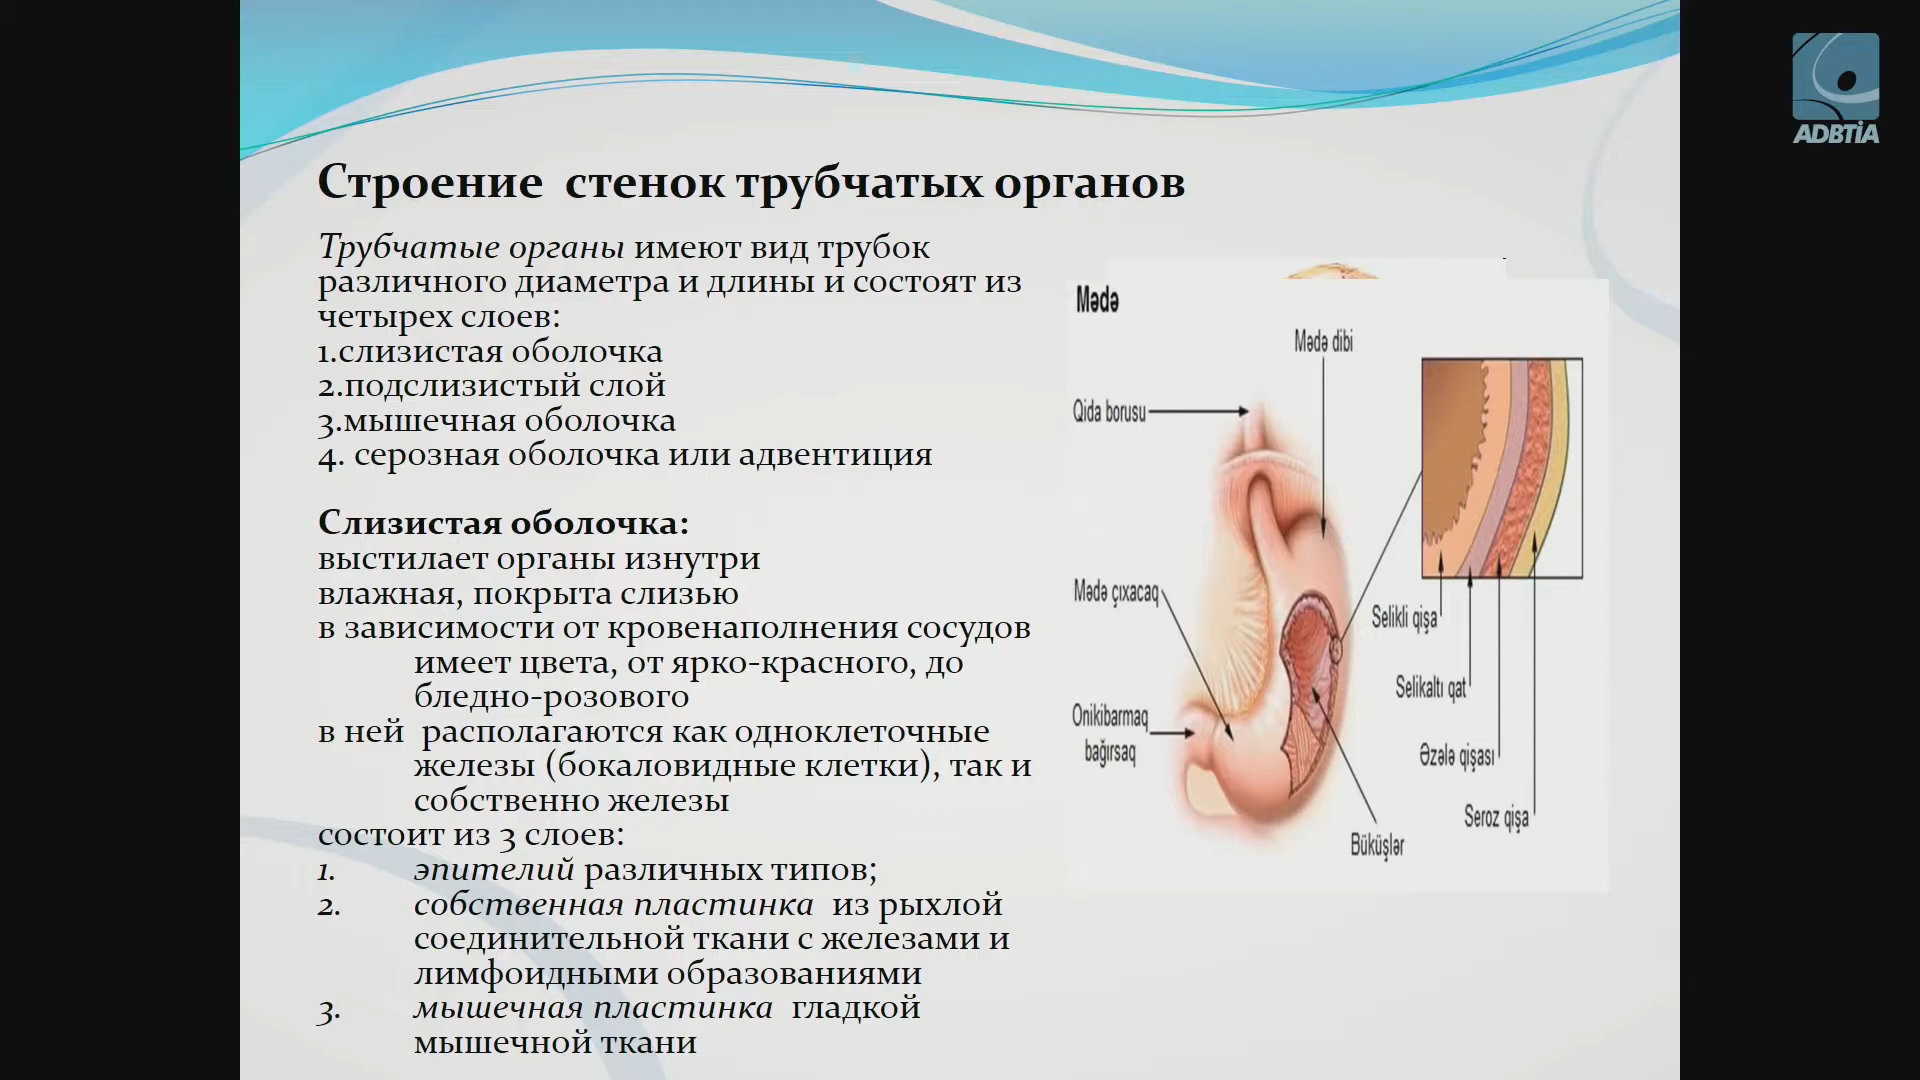 Строение стенок трубчатых органов
Трубчатые органы имеют вид трубок
различного диаметра и длины и состоят из
четырех слоев:
1.слизистая оболочка
2.подслизистый слой
3.мышечная оболочка
4. серозная оболочка или адвентиция
Слизистая оболочка:
выстилает органы изнутри
влажная, покрыта слизью
в зависимости от кровенаполнения сосудов
имеет цвета, от ярко-красного, до
бледно-розового
в ней располагаются как одноклеточные
железы (бокаловидные клетки), так и
собственно железы
состоит из 3 слоев:
1. эпителий различных типов;
2. собственная пластинка из рыхлой
соединительной ткани с железами и
лимфоидными образованиями
3. мышечная пластинка гладкой
мышечной ткани
Mədə
Mədə dibi
Qida borusu
Mədə çıxacaq
Onikibarmaq
bağırsaq
Selikli qişa
Selikaltı qat
Əzələ qişası
Seroz qişa
Büküşlər
ADBTİA